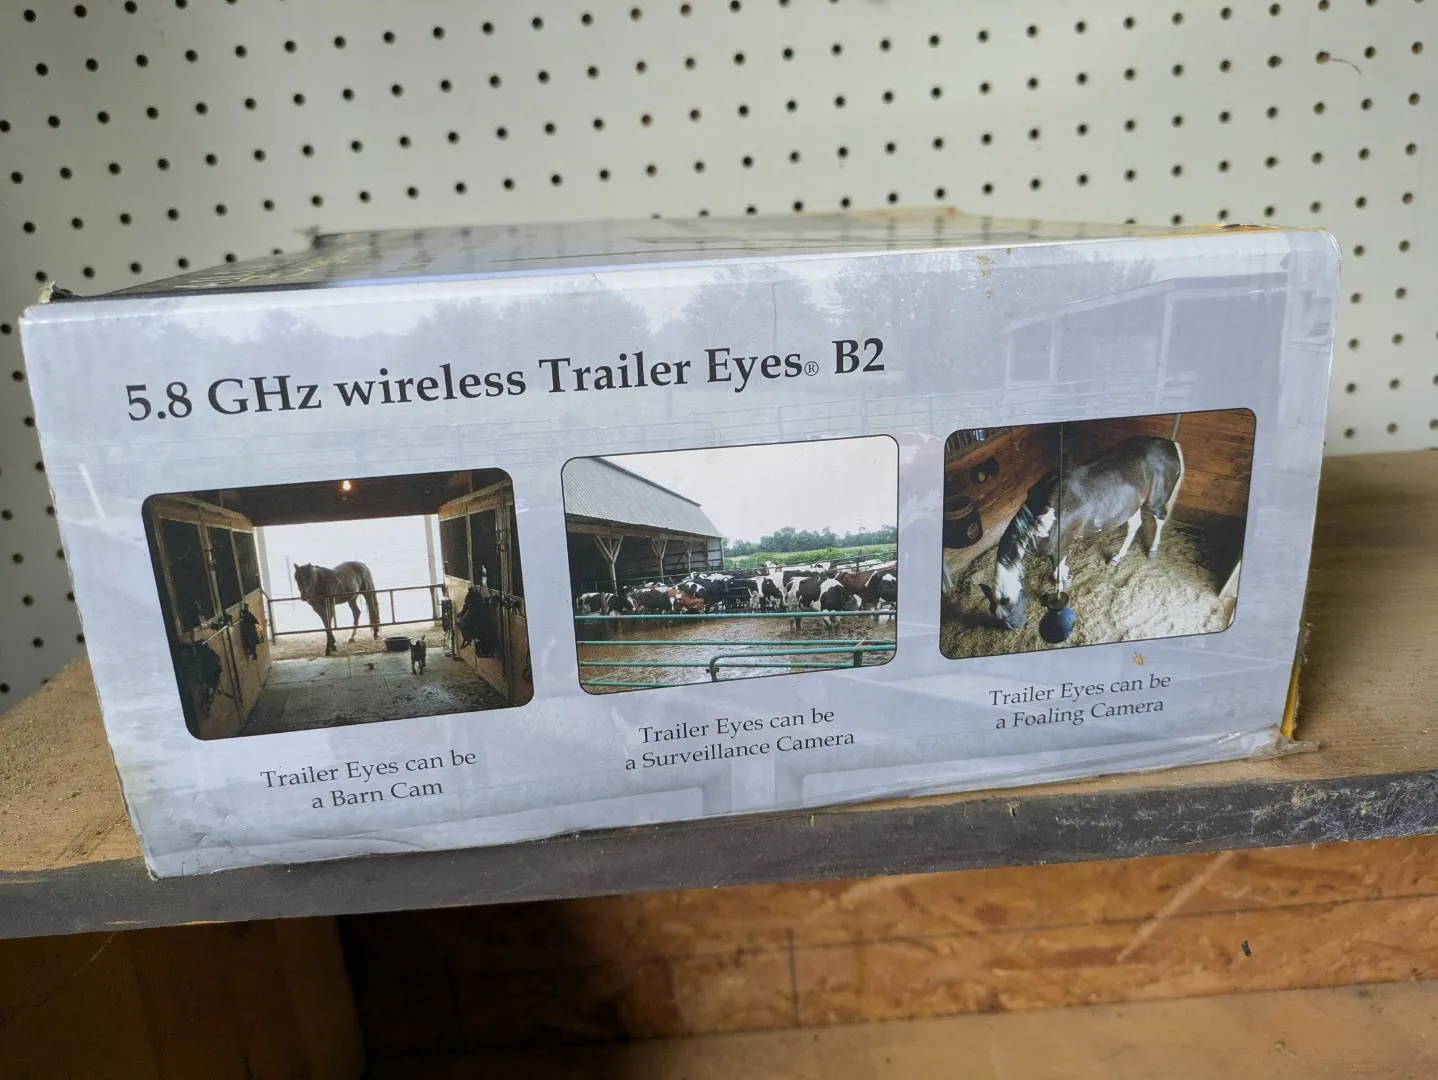 5.8 GHz wireless Trailer Eyes® B2
Trailer Eyes can be
a Barn Cam
Trailer Eyes can be
a Surveillance Camera
Trailer Eyes can be
a Foaling Camera